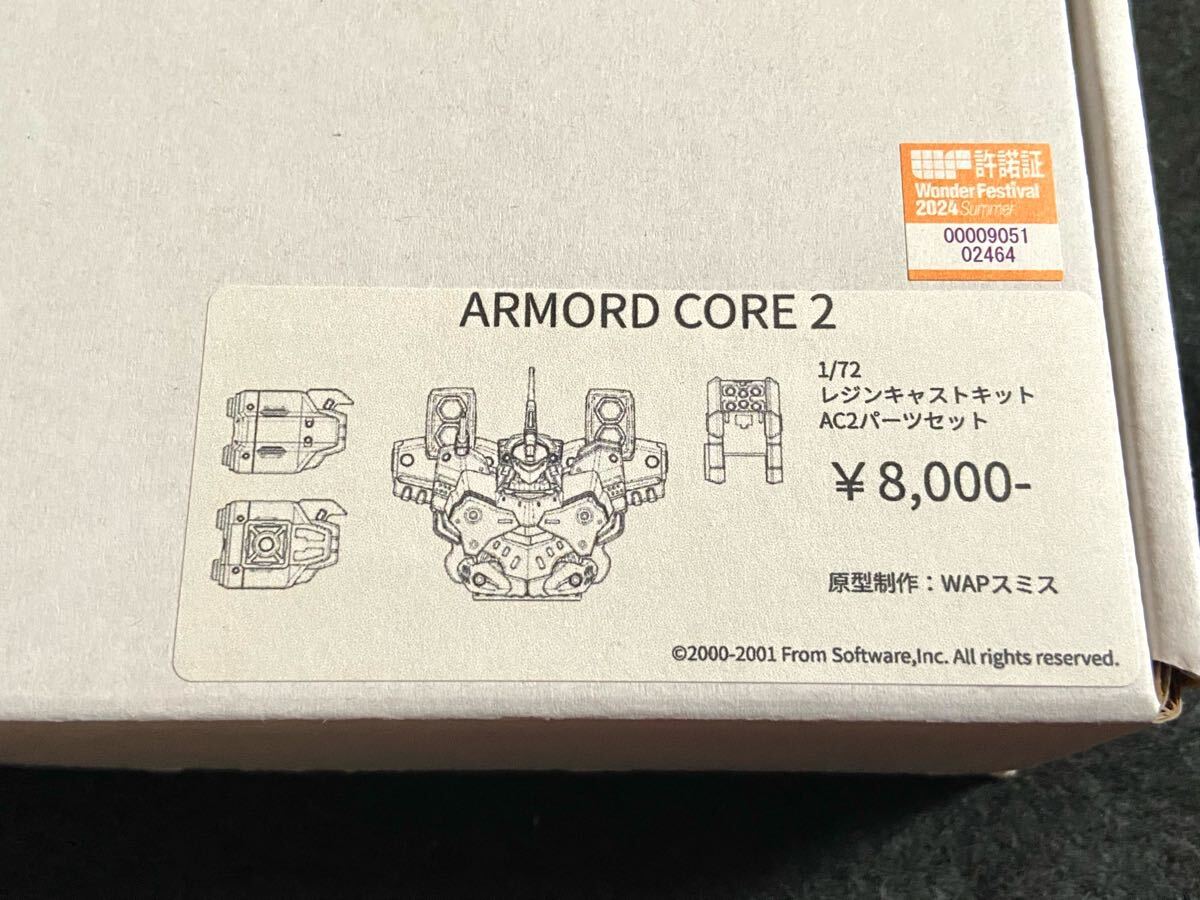 WF 許諾証
Wonder Festival
2024 Summer
00009051
02464
ARMORD CORE 2
1/72
レジンキャストキット
AC2パーツセット
￥8,000-
原型制作：WAPスミス
©2000-2001 From Software,Inc. All rights reserved.